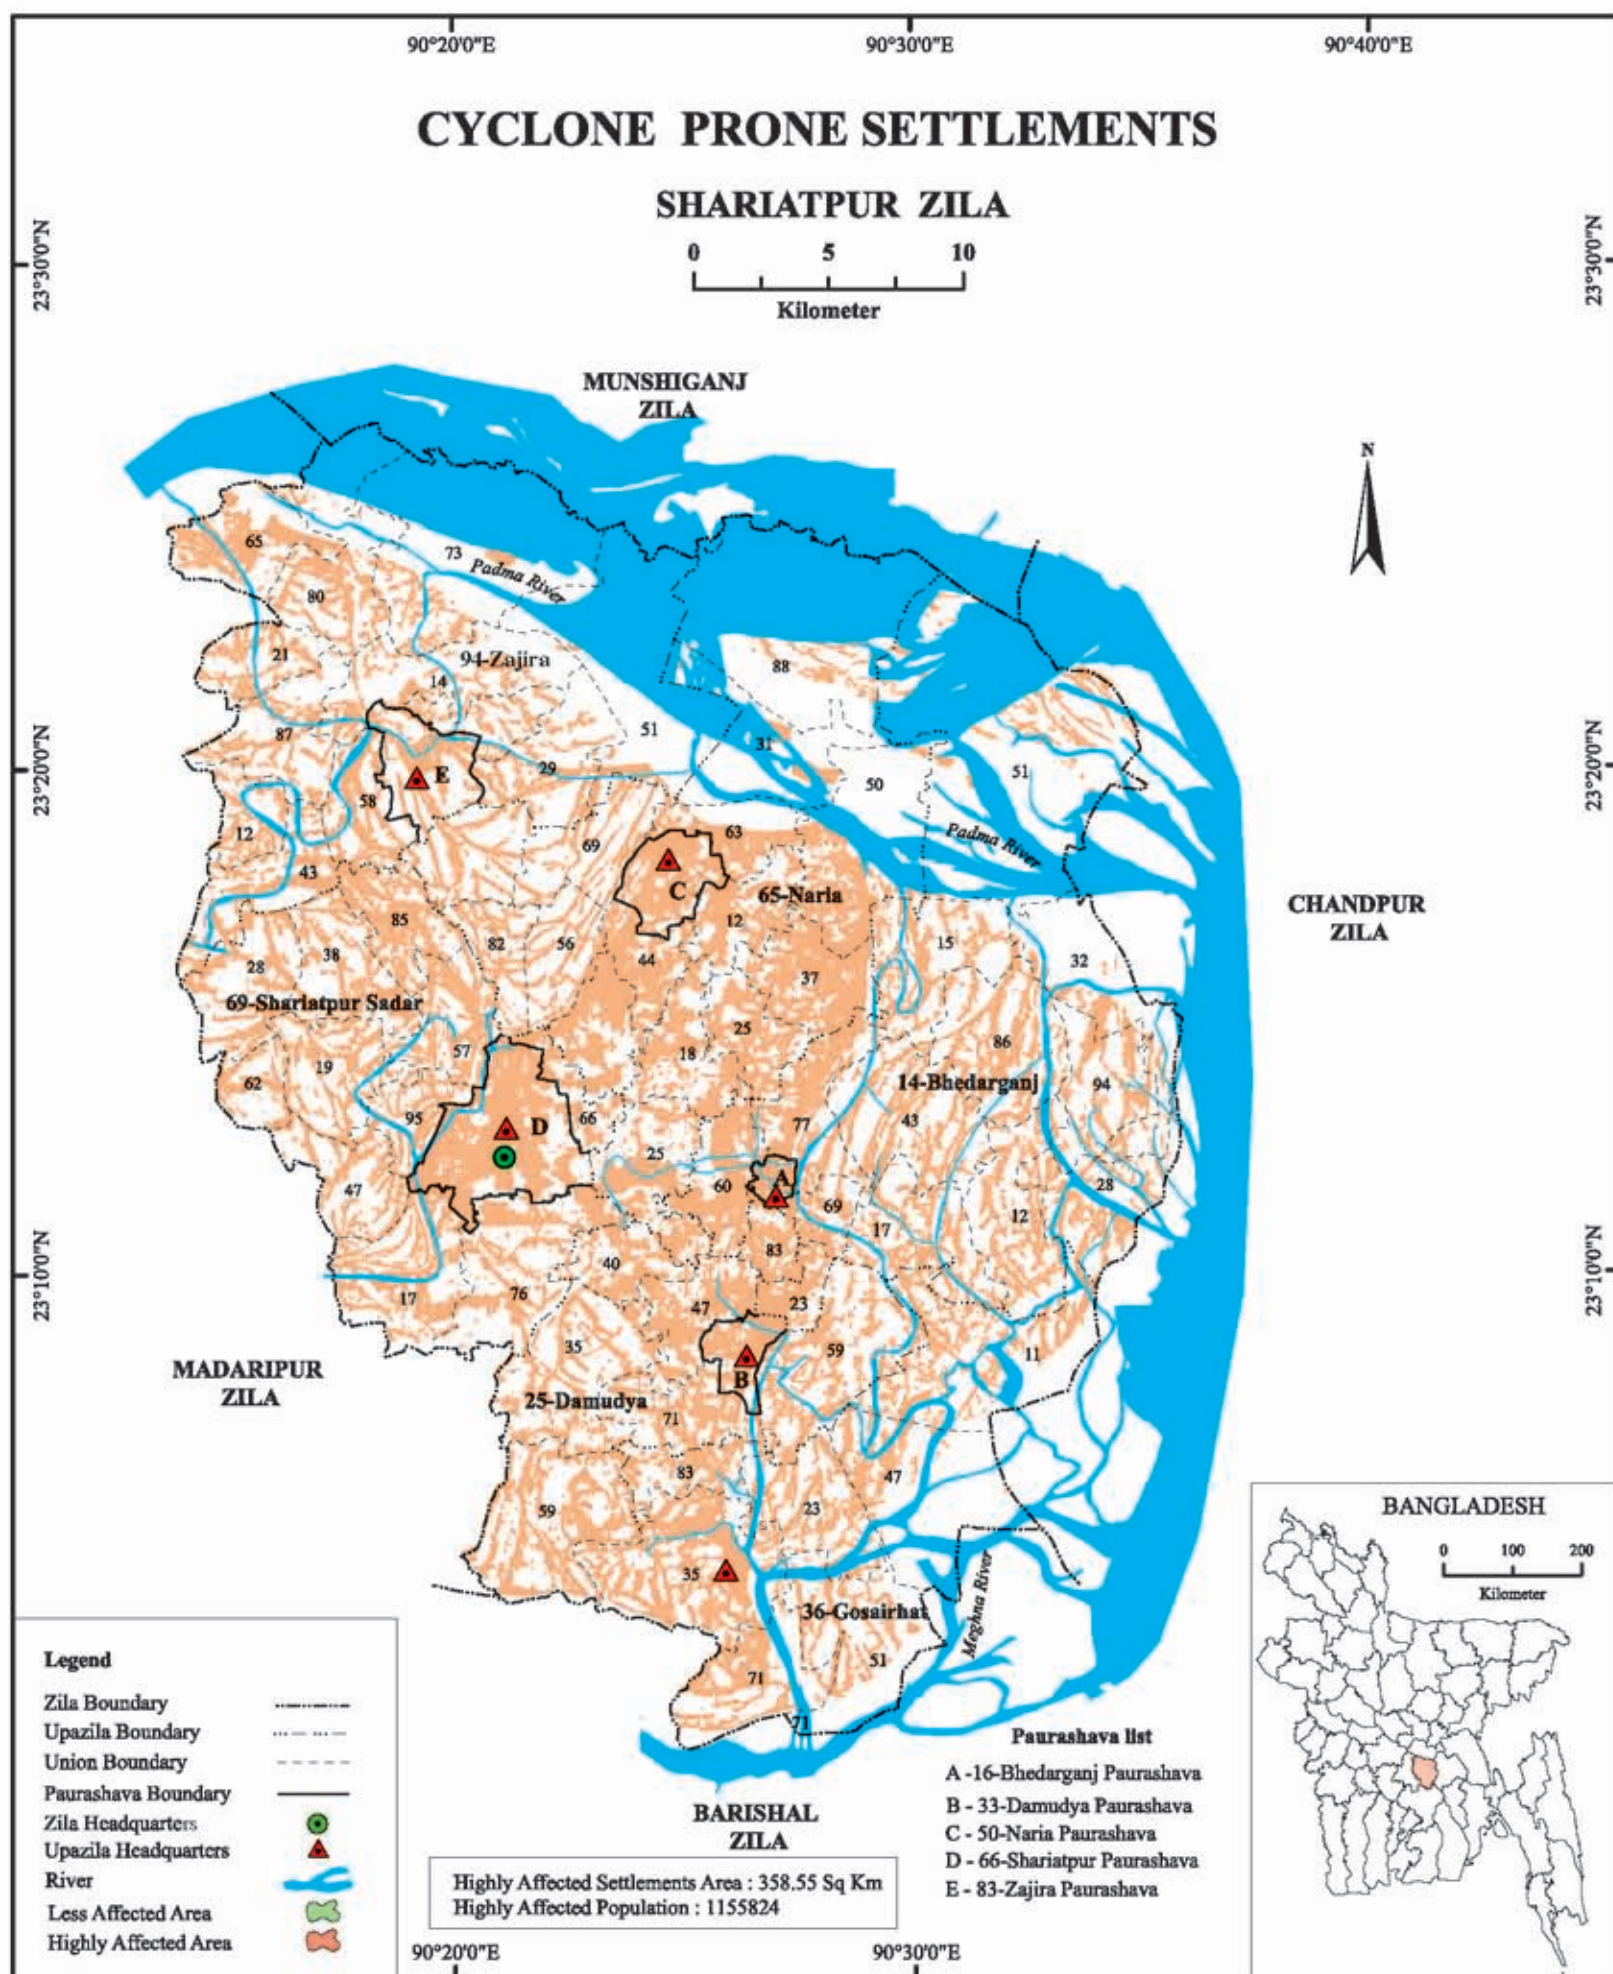 90°20'0"E 90°30'0"E 90°40'0"E
CYCLONE PRONE SETTLEMENTS
SHARIATPUR ZILA
0 5 10
Kilometer
23°30'0"N 23°30'0"N
MUNSHIGANJ
ZILA
N
65
73
Padma River
80
21
94-Zajira
14
88
51
87
31
23°20'0"N 23°20'0"N
E
29
50
51
58
12
69
63
Padma River
43
C
65-Naria
CHANDPUR
ZILA
85
12
82
56
15
28
38
44
37
32
69-Shariatpur Sadar
25
57
18
86
19
62
14-Bhedarganj
94
95
D
66
77
43
25
47
60
A
69
17
12
28
83
40
23°10'0"N 23°10'0"N
17
76
47
23
35
59
11
MADARIPUR
ZILA
B
25-Damudya
71
83
47
59
23
35
36-Gosairhat
Meghna River
51
71
71
BARISHAL
ZILA
Legend
Zila Boundary
Upazila Boundary
Union Boundary
Paurashava Boundary
Zila Headquarters
Upazila Headquarters
River
Less Affected Area
Highly Affected Area
Highly Affected Settlements Area : 358.55 Sq Km
Highly Affected Population : 1155824
Paurashava list
A -16-Bhedarganj Paurashava
B - 33-Damudya Paurashava
C - 50-Naria Paurashava
D - 66-Shariatpur Paurashava
E - 83-Zajira Paurashava
BANGLADESH
0 100 200
Kilometer
90°20'0"E 90°30'0"E